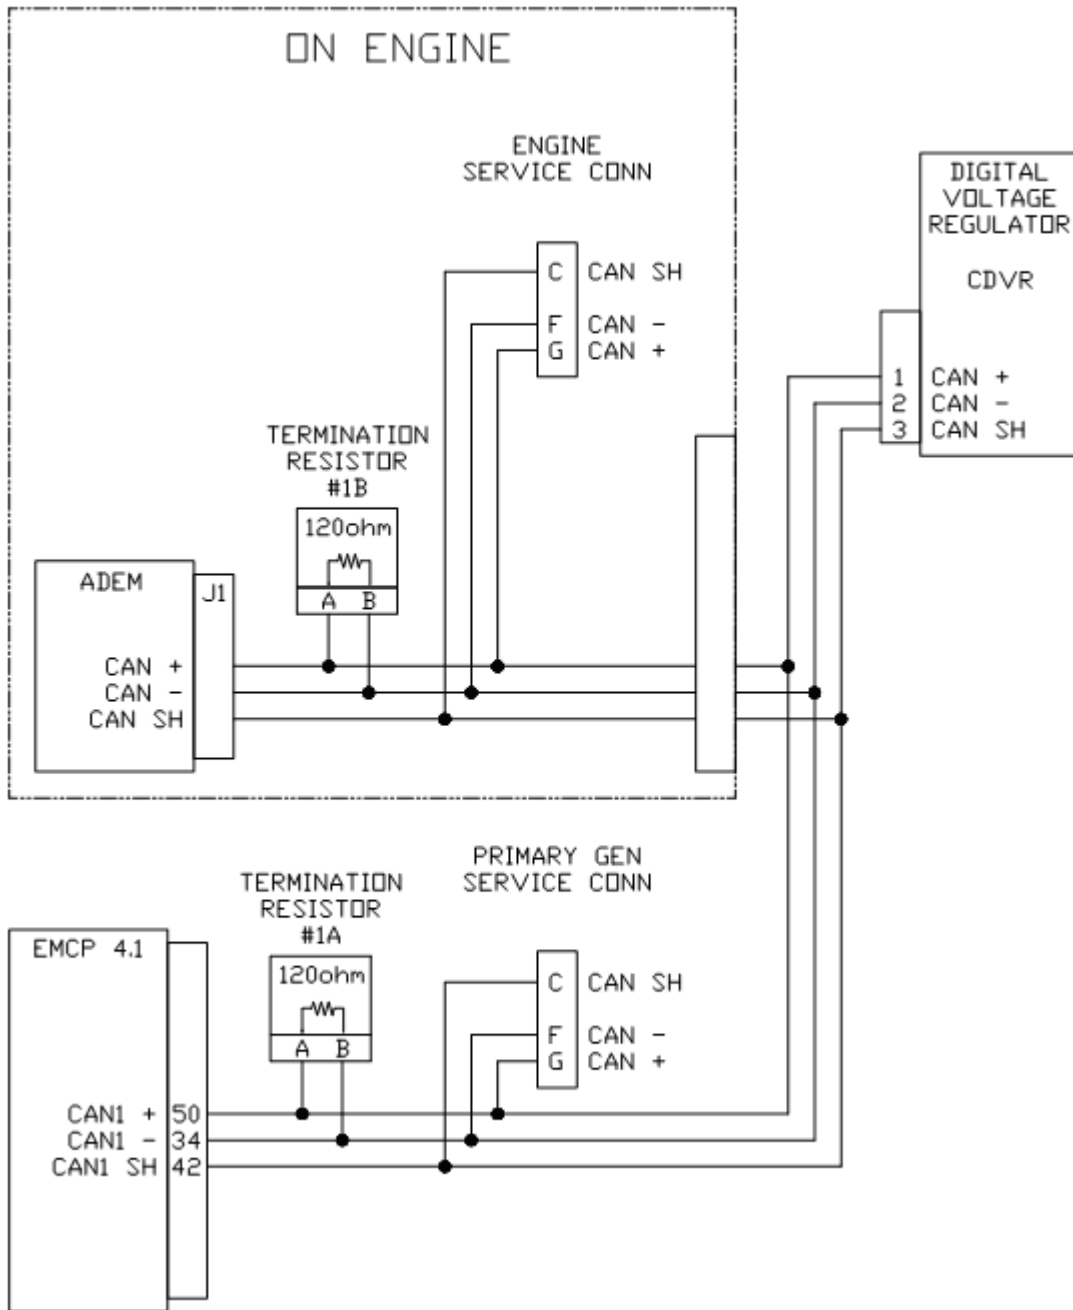 ON ENGINE
ENGINE
SERVICE CONN
C CAN SH
F CAN -
G CAN +
DIGITAL
VOLTAGE
REGULATOR
CDVR
1 CAN +
2 CAN -
3 CAN SH
TERMINATION
RESISTOR
#1B
120ohm
A B
ADEM
J1
CAN +
CAN -
CAN SH
PRIMARY GEN
SERVICE CONN
C CAN SH
F CAN -
G CAN +
TERMINATION
RESISTOR
#1A
120ohm
A B
EMCP 4.1
CAN1 + 50
CAN1 - 34
CAN1 SH 42